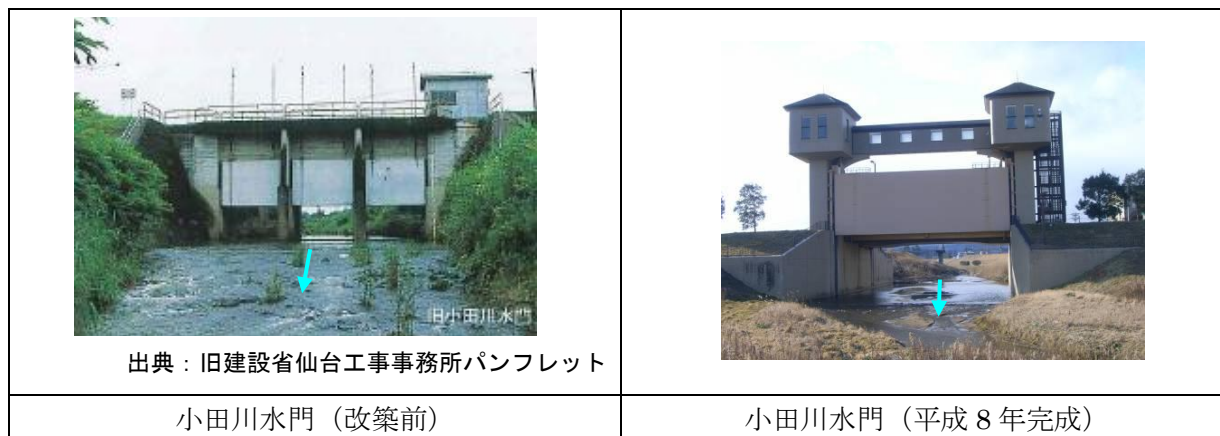 旧小田川水門
出典：旧建設省仙台工事事務所パンフレット
小田川水門（改築前）
小田川水門（平成 8 年完成）